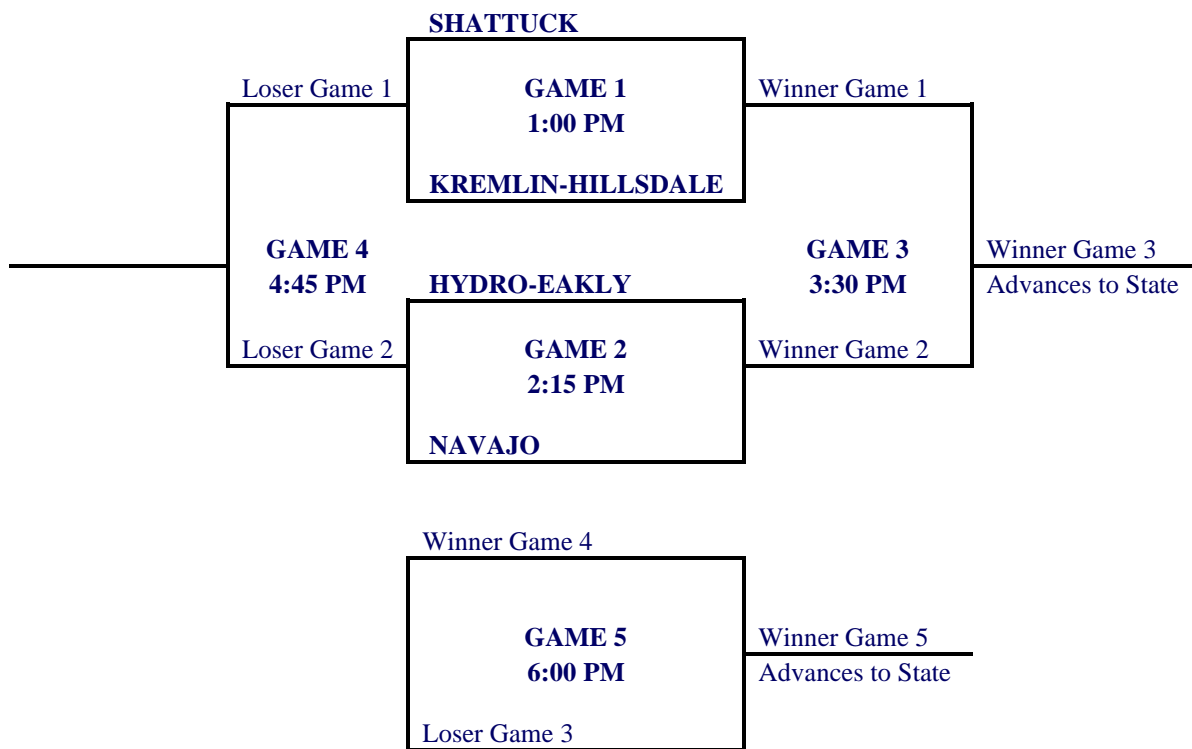 SHATTUCK
Loser Game 1
GAME 1
Winner Game 1
1:00 PM
KREMLIN-HILLSDALE
GAME 4
GAME 3
Winner Game 3
4:45 PM
HYDRO-EAKLY
3:30 PM
Advances to State
Loser Game 2
GAME 2
Winner Game 2
2:15 PM
NAVAJO
Winner Game 4
GAME 5
Winner Game 5
6:00 PM
Advances to State
Loser Game 3